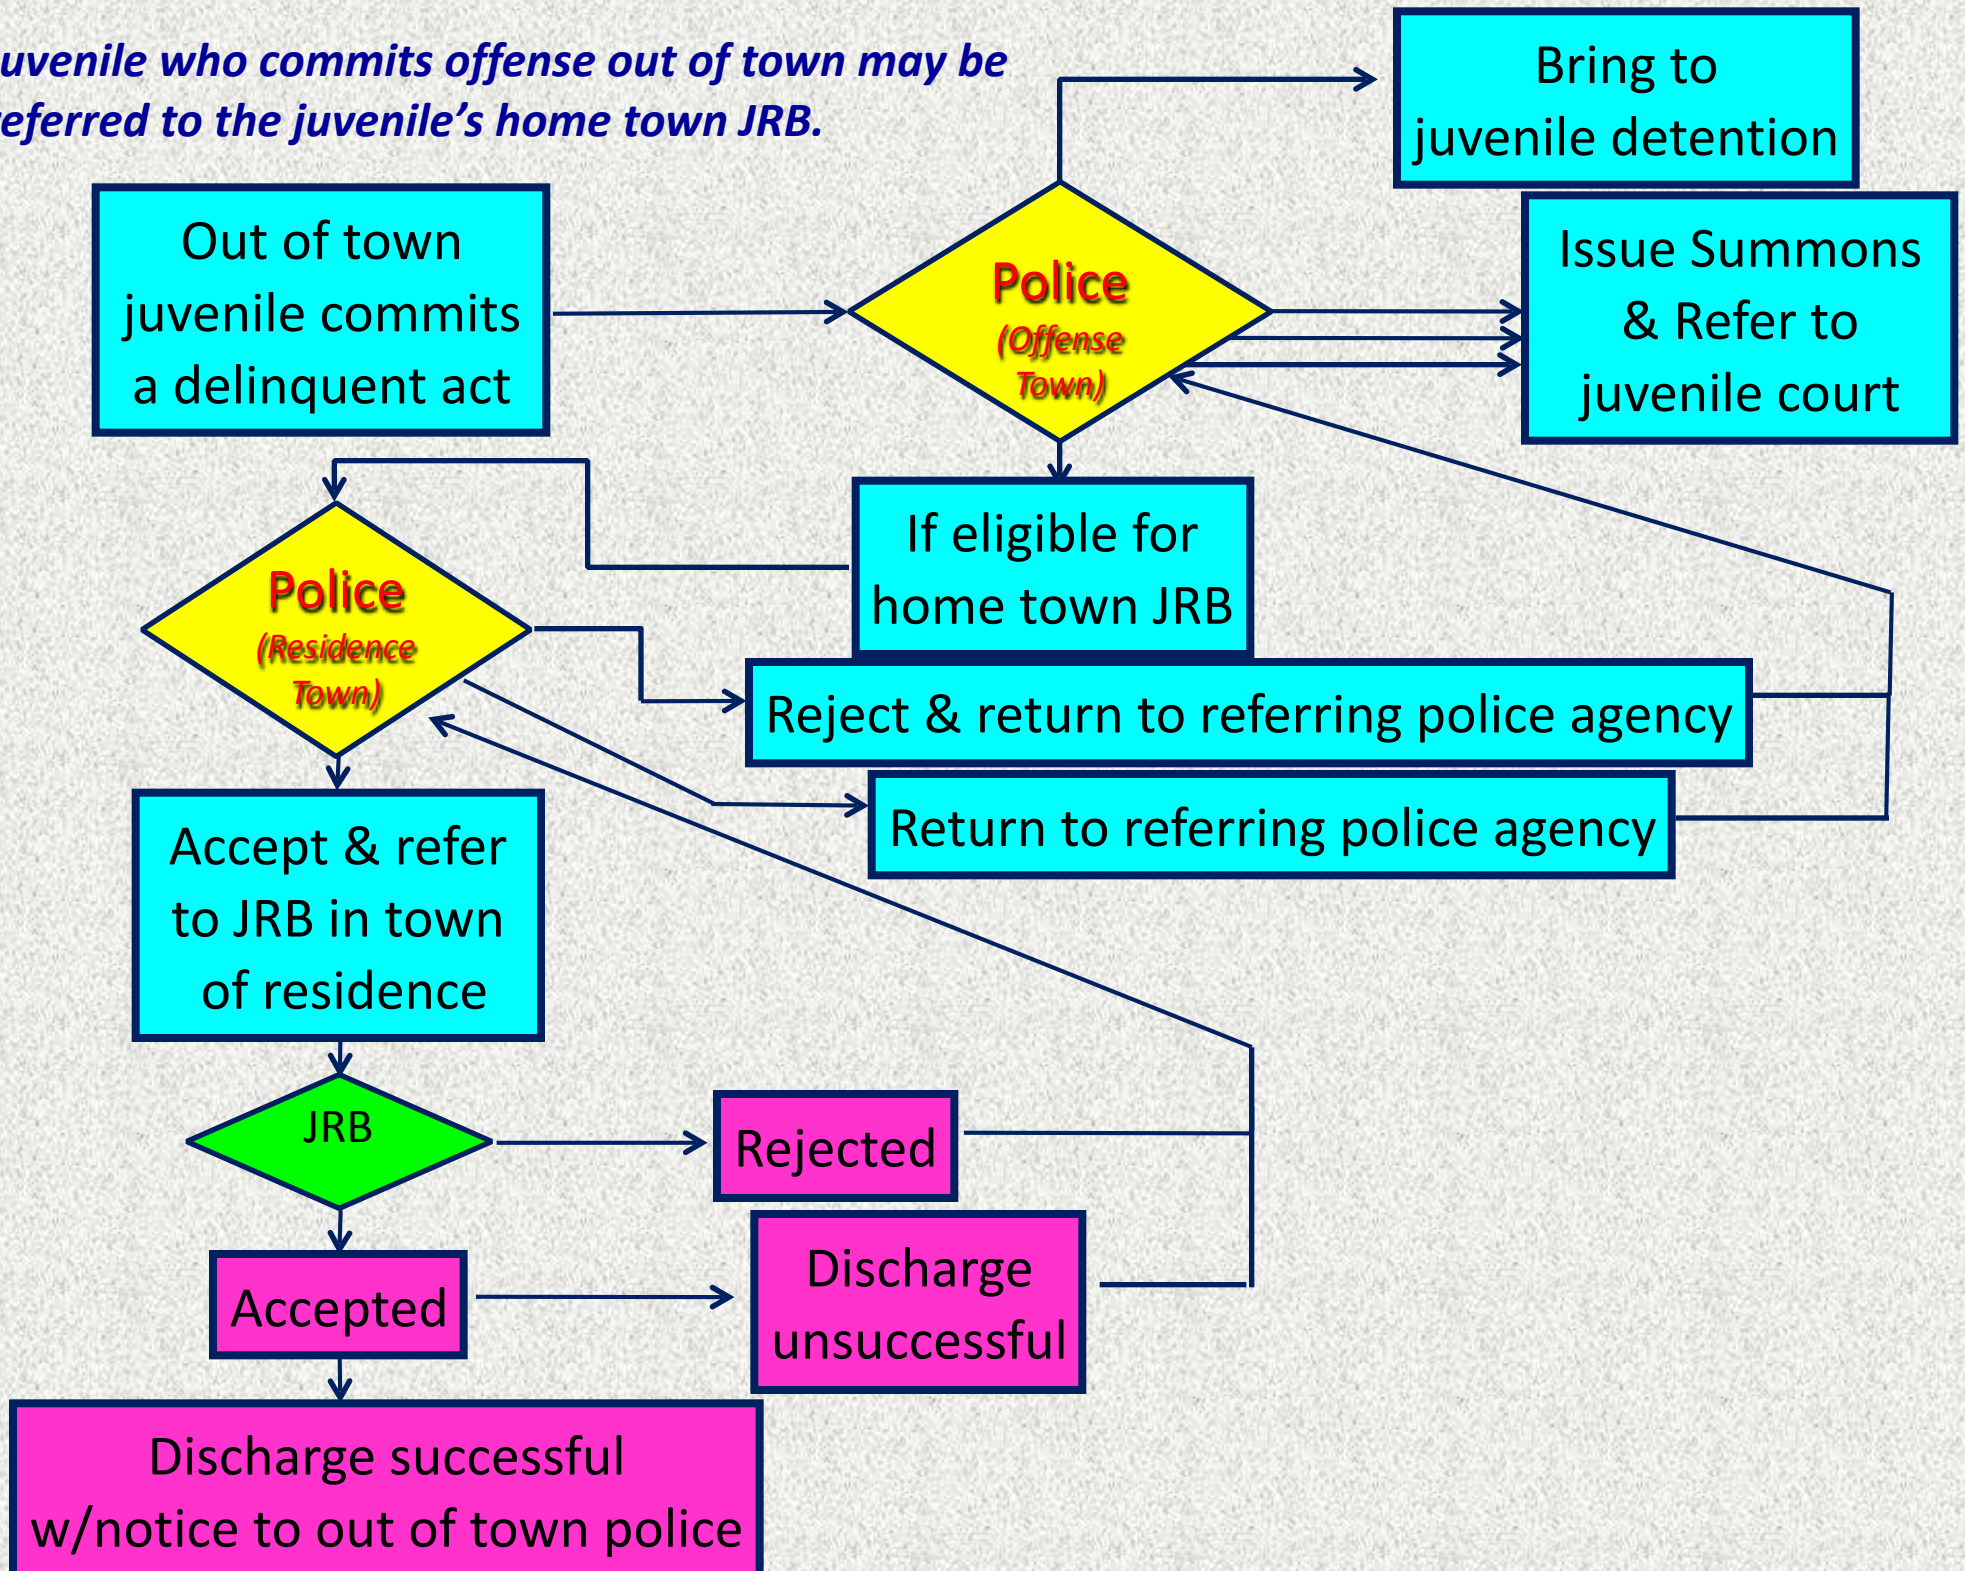 uvenile who commits offense out of town may be
eferred to the juvenile’s home town JRB.
Bring to
juvenile detention
Out of town
juvenile commits
a delinquent act
Police
(Offense
Town)
Issue Summons
& Refer to
juvenile court
If eligible for
home town JRB
Police
(Residence
Town)
Reject & return to referring police agency
Return to referring police agency
Accept & refer
to JRB in town
of residence
JRB
Rejected
Accepted
Discharge
unsuccessful
Discharge successful
w/notice to out of town police